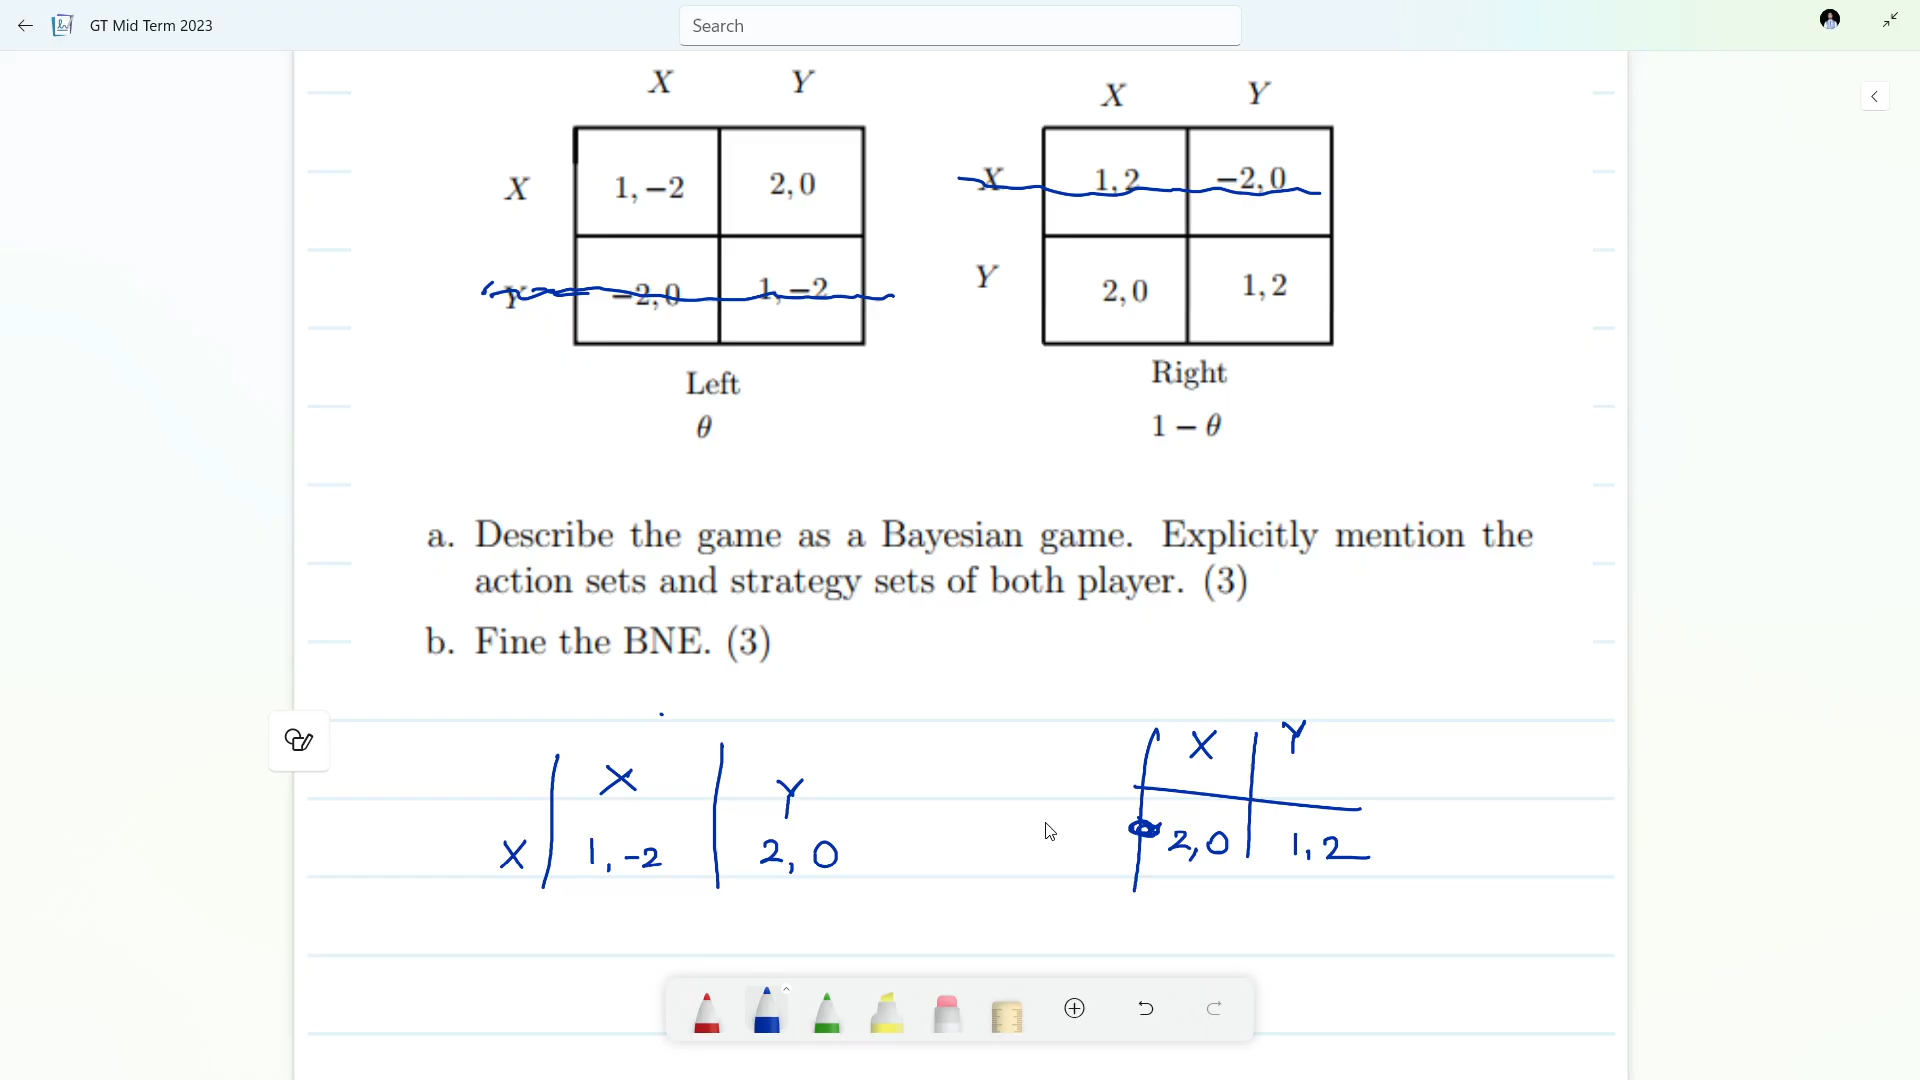 GT Mid Term 2023
Search
X Y
X 1, −2 2, 0
Y −2, 0 1, −2
Left
θ
X Y
X 1, 2 −2, 0
Y 2, 0 1, 2
Right
1 − θ
a. Describe the game as a Bayesian game. Explicitly mention the
action sets and strategy sets of both player. (3)
b. Fine the BNE. (3)
X Y
X 1, -2 2, 0
X Y
2, 0 1, 2